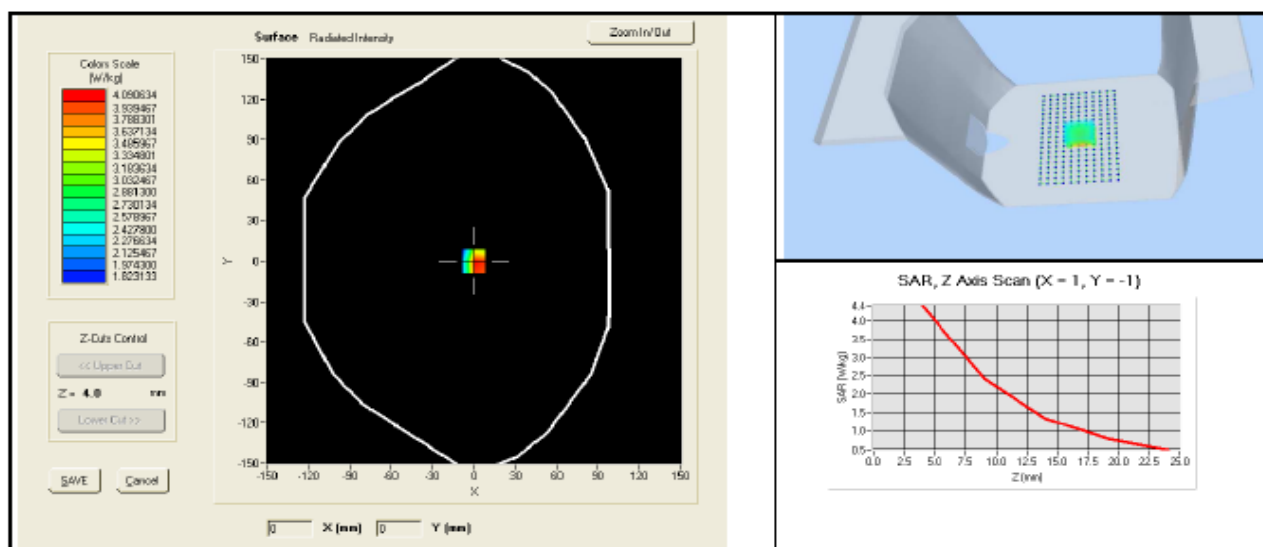 Surface Radiated Intensity
Zoom In/Out
Colors Scale
(W/kg)
4.090634
3.939467
3.788301
3.637134
3.485967
3.334801
3.183634
3.032467
2.881300
2.730134
2.578967
2.427800
2.276634
2.125467
1.974300
1.823133
Z-Cuts Control
<< Upper Cut
Z = 4.0 mm
Lower Cut >>
SAVE Cancel
150
120
90
60
30
0
-30
-60
-90
-120
-150
Y
-150 -120 -90 -60 -30 0 30 60 90 120 150
X
0 X (mm) 0 Y (mm)
SAR, Z Axis Scan (X = 1, Y = -1)
4.4
4.0
3.5
3.0
2.5
2.0
1.5
1.0
0.5
SAR (W/kg)
0.0 2.5 5.0 7.5 10.0 12.5 15.0 17.5 20.0 22.5 25.0
Z (mm)